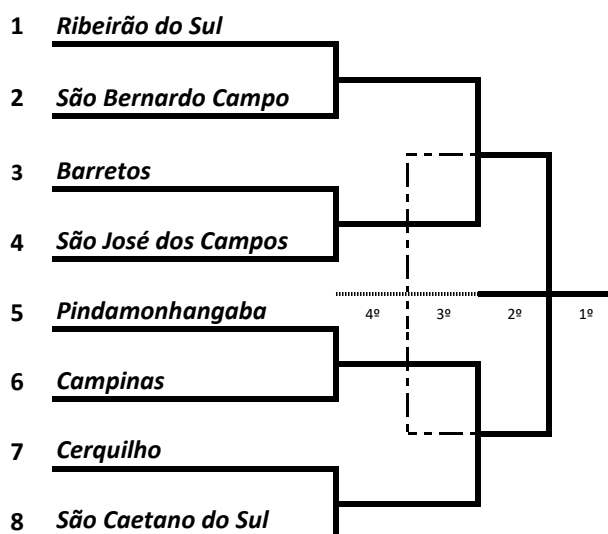 1 Ribeirão do Sul
2 São Bernardo Campo
3 Barretos
4 São José dos Campos
5 Pindamonhangaba
4º 3º 2º 1º
6 Campinas
7 Cerquilho
8 São Caetano do Sul